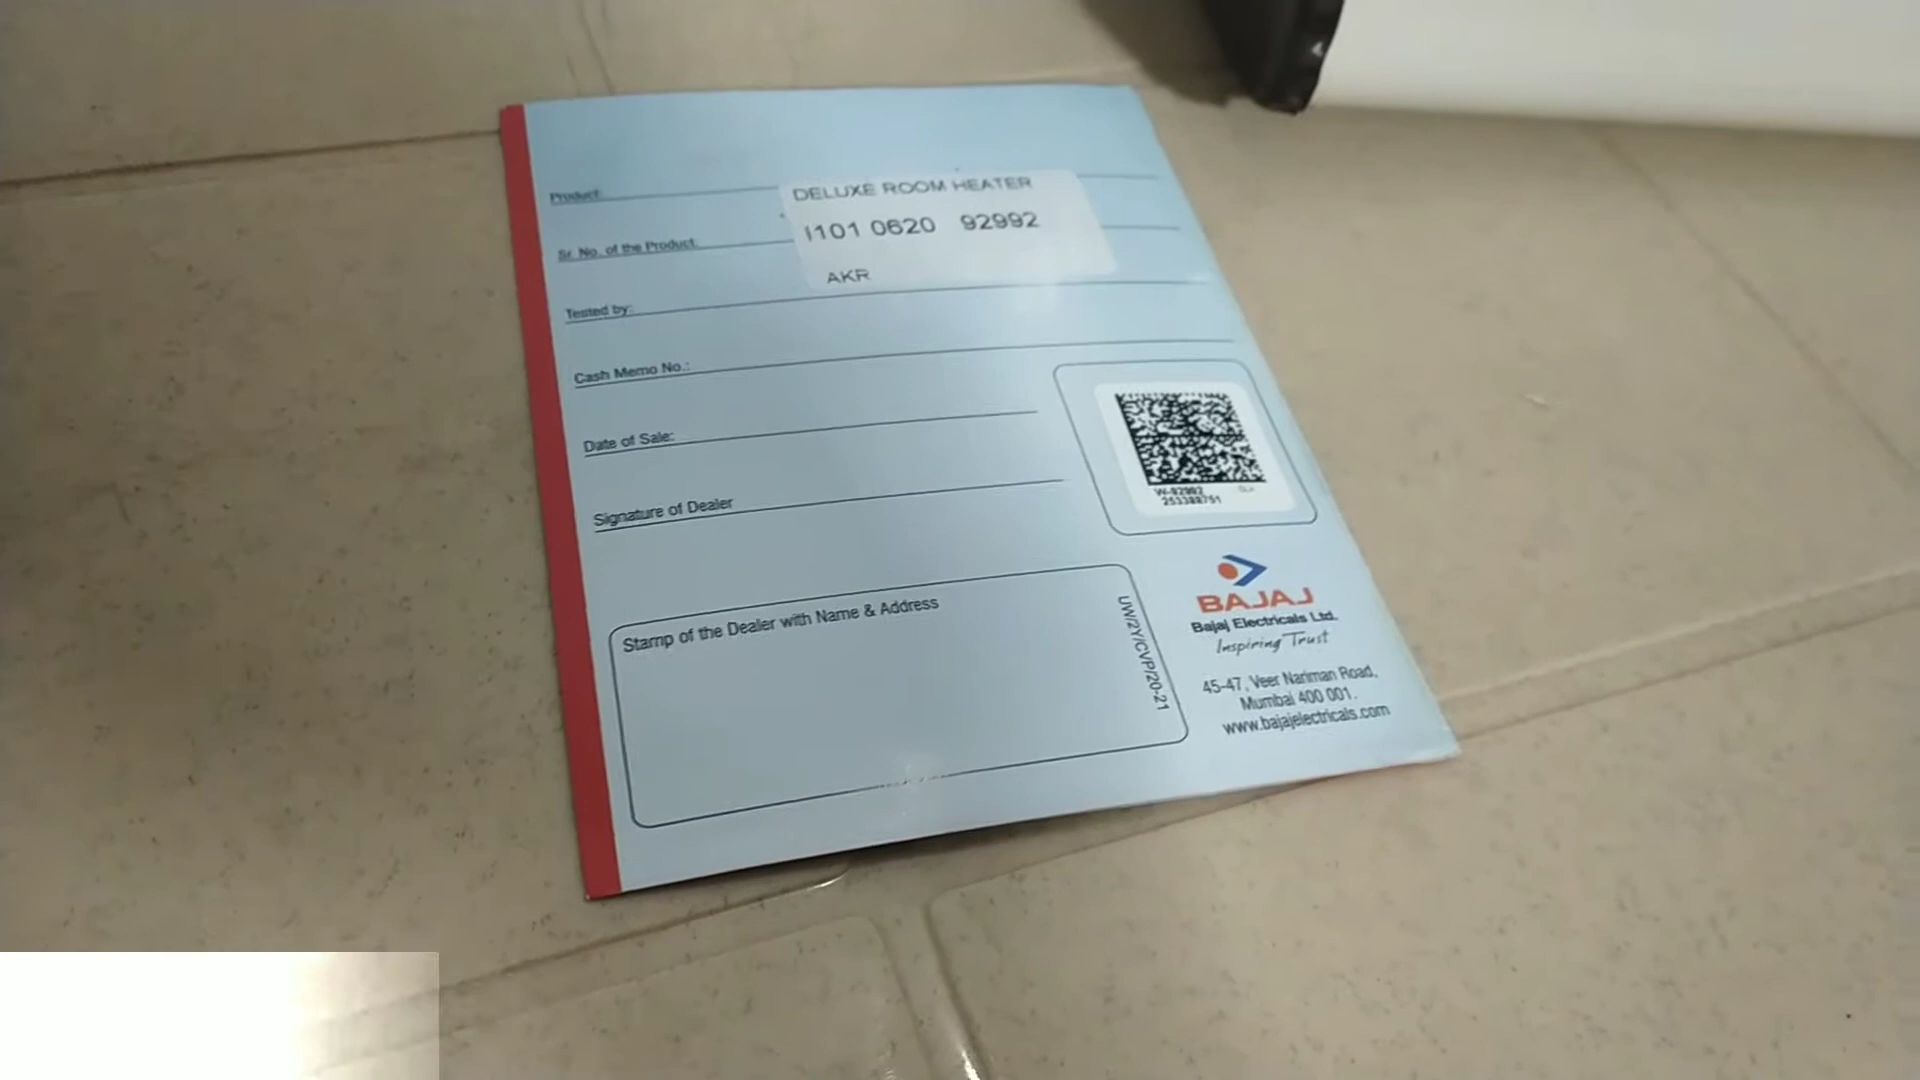 Product:
DELUXE ROOM HEATER
Sr. No. of the Product:
I101 0620 92992
AKR
Tested by:
Cash Memo No.:
Date of Sale:
Signature of Dealer
W-92992
253388751
Stamp of the Dealer with Name & Address
UW/2Y/CVP/20-21
BAJAJ
Bajaj Electricals Ltd.
Inspiring Trust
45-47, Veer Nariman Road,
Mumbai 400 001.
www.bajajelectricals.com